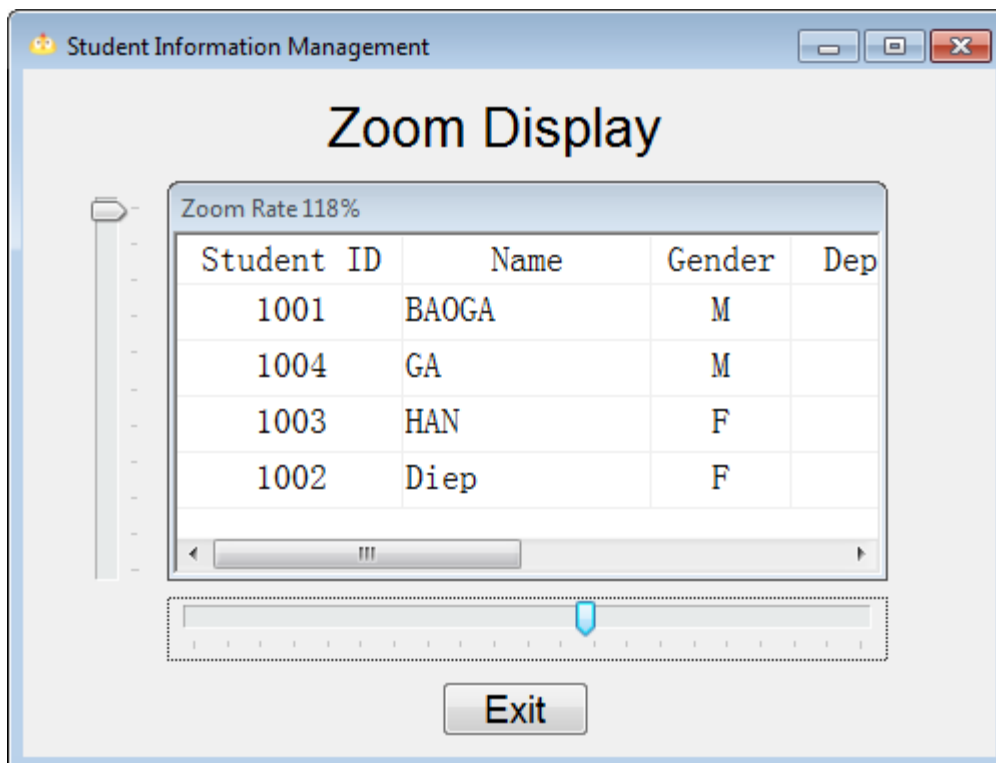 Student Information Management
Zoom Display
Zoom Rate 118%
Student ID Name Gender Dep
1001 BAOGA M
1004 GA M
1003 HAN F
1002 Diep F
Exit